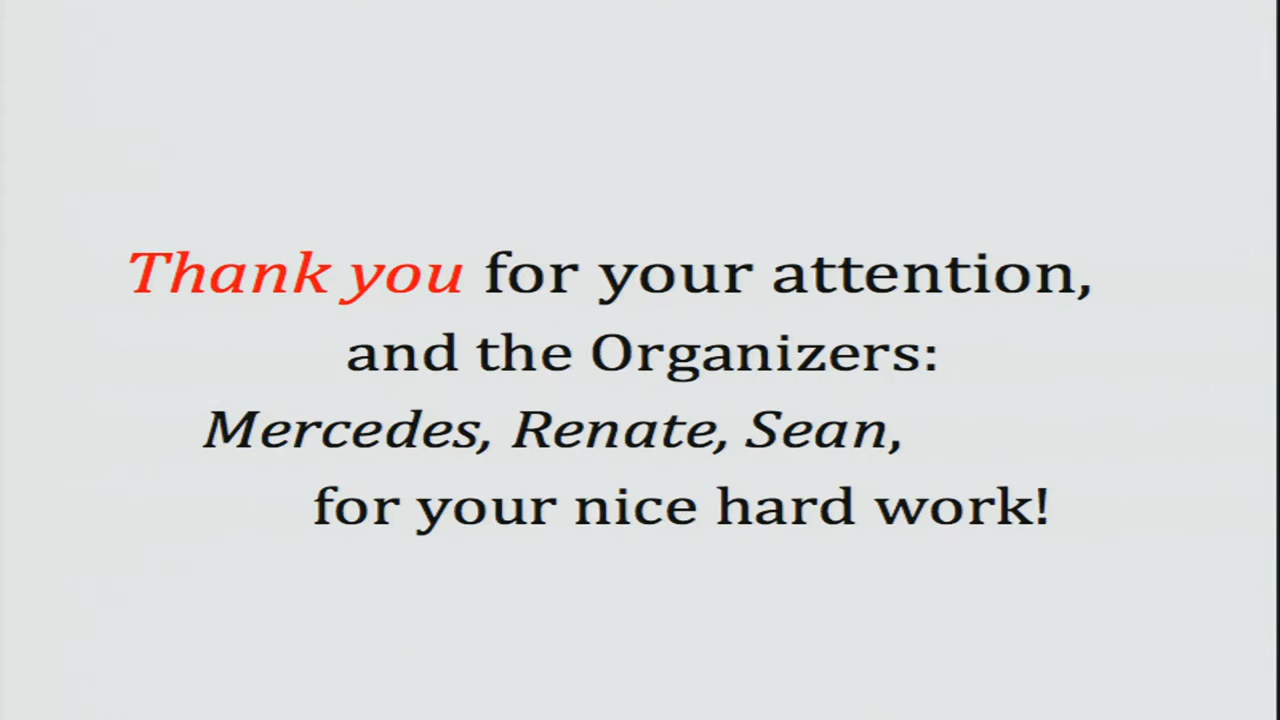 Thank you for your attention,
and the Organizers:
Mercedes, Renate, Sean,
for your nice hard work!